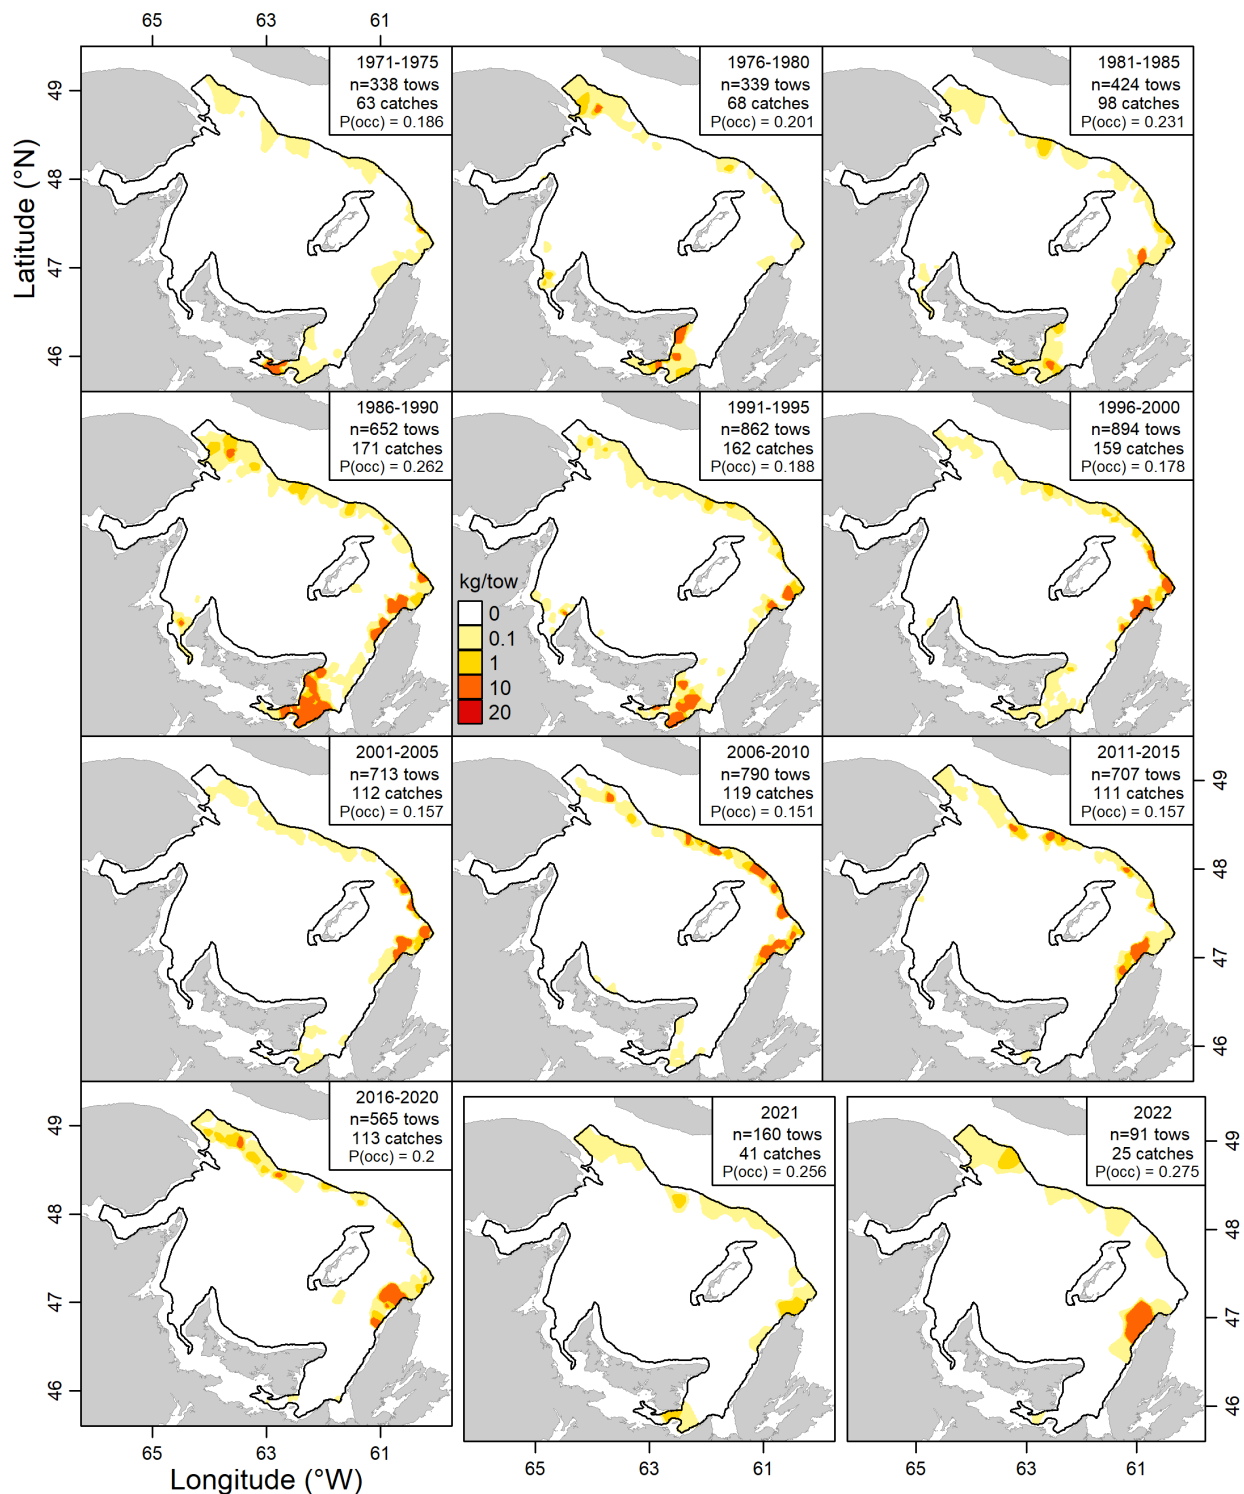 65 63 61
1971-1975
n=338 tows
63 catches
P(occ) = 0.186
1976-1980
n=339 tows
68 catches
P(occ) = 0.201
1981-1985
n=424 tows
98 catches
P(occ) = 0.231
49
48
47
46
Latitude (°N)
1986-1990
n=652 tows
171 catches
P(occ) = 0.262
1991-1995
n=862 tows
162 catches
P(occ) = 0.188
1996-2000
n=894 tows
159 catches
P(occ) = 0.178
kg/tow
0
0.1
1
10
20
2001-2005
n=713 tows
112 catches
P(occ) = 0.157
2006-2010
n=790 tows
119 catches
P(occ) = 0.151
2011-2015
n=707 tows
111 catches
P(occ) = 0.157
49
48
47
46
2016-2020
n=565 tows
113 catches
P(occ) = 0.2
2021
n=160 tows
41 catches
P(occ) = 0.256
2022
n=91 tows
25 catches
P(occ) = 0.275
49
48
47
46
49
48
47
46
65 63 61
65 63 61
65 63 61
Longitude (°W)